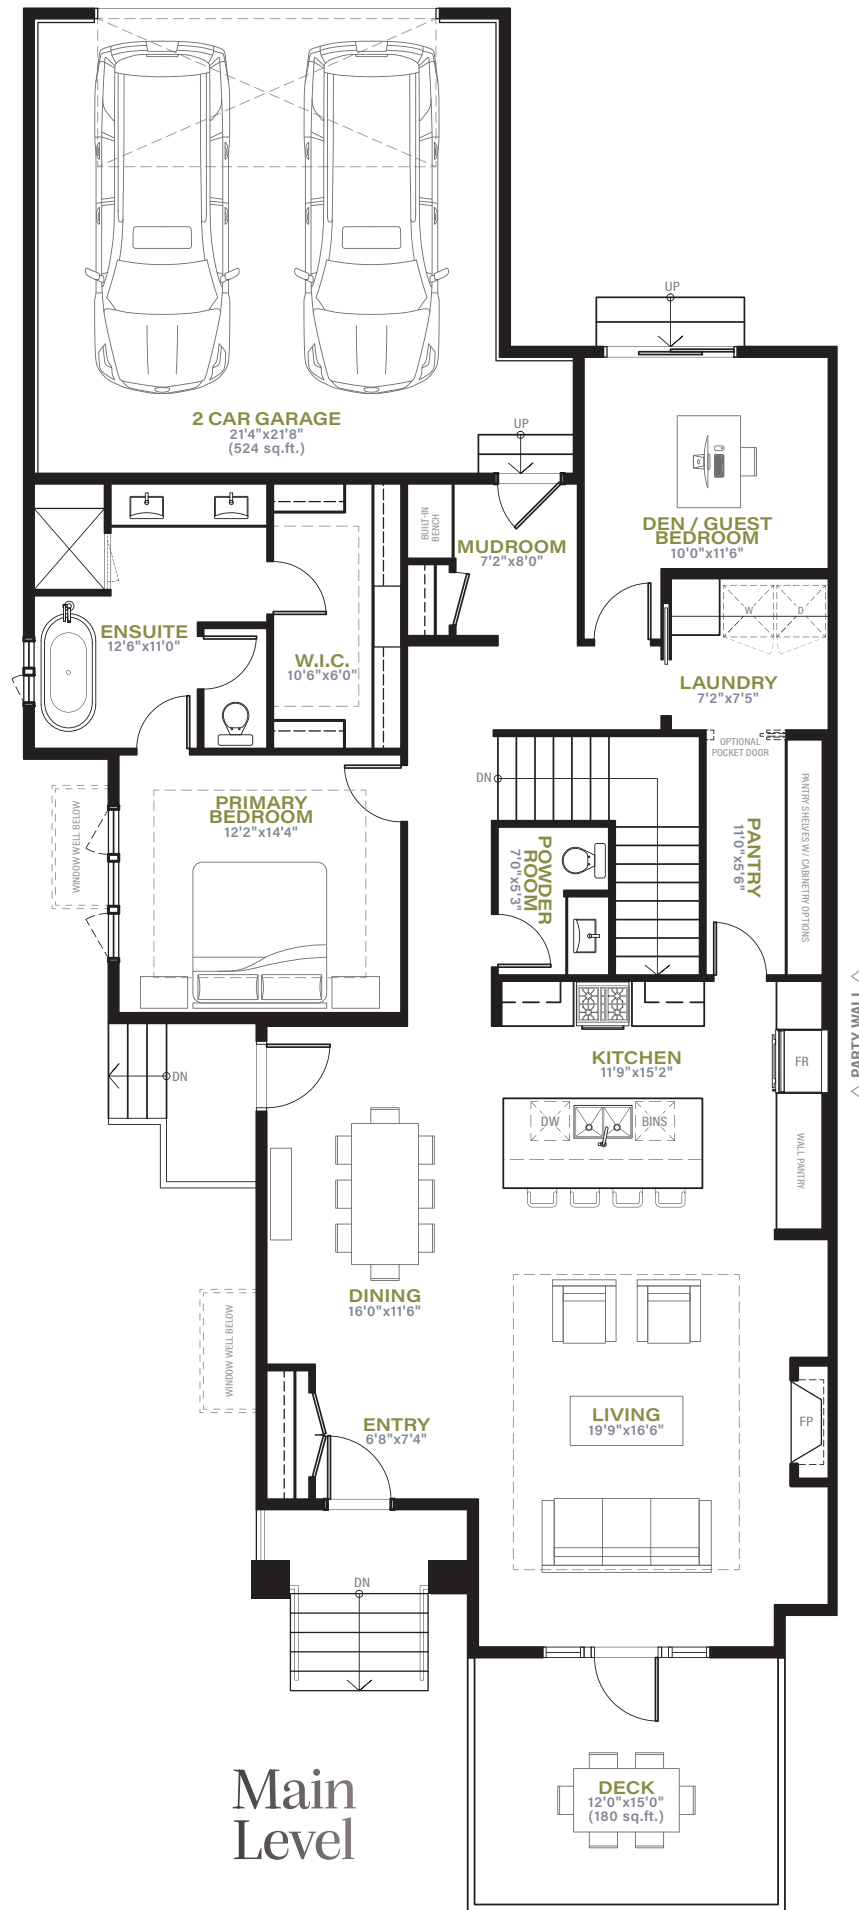 UP
2 CAR GARAGE
21'4"x21'8"
(524 sq.ft.)
UP
DEN / GUEST
BEDROOM
10'0"x11'6"
BUILT-IN
BENCH
MUDROOM
7'2"x8'0"
W
D
ENSUITE
12'6"x11'0"
W.I.C.
10'6"x6'0"
LAUNDRY
7'2"x7'5"
OPTIONAL
POCKET DOOR
DN
WINDOW WELL BELOW
PRIMARY
BEDROOM
12'2"x14'4"
POWDER
ROOM
7'0"x5'3"
PANTRY
11'0"x5'6"
PANTRY SHELVES W/ CABINETRY OPTIONS
< PARTY WALL <
KITCHEN
11'9"x15'2"
FR
DN
DW
BINS
WALL PANTRY
DINING
16'0"x11'6"
WINDOW WELL BELOW
ENTRY
6'8"x7'4"
LIVING
19'9"x16'6"
FP
DN
Main
Level
DECK
12'0"x15'0"
(180 sq.ft.)